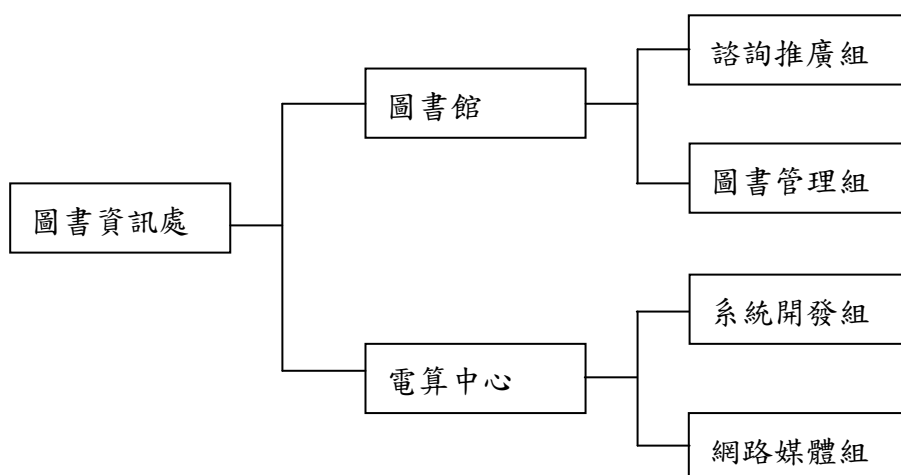 圖書資訊處
圖書館
諮詢推廣組
圖書管理組
電算中心
系統開發組
網路媒體組